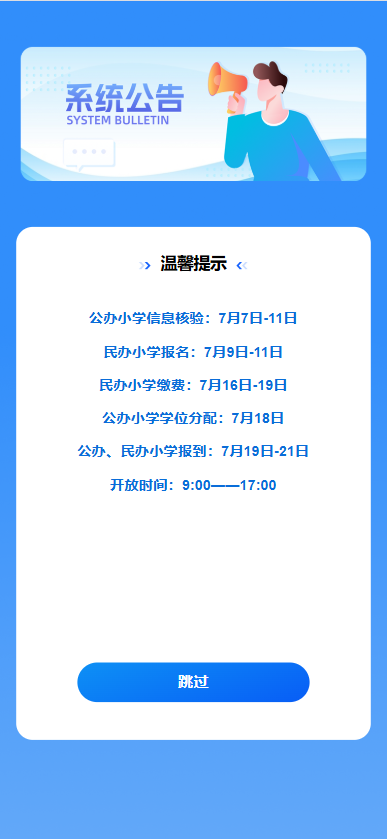 系统公告
SYSTEM BULLETIN
温馨提示
公办小学信息核验：7月7日-11日
民办小学报名：7月9日-11日
民办小学缴费：7月16日-19日
公办小学学位分配：7月18日
公办、民办小学报到：7月19日-21日
开放时间：9:00——17:00
跳过